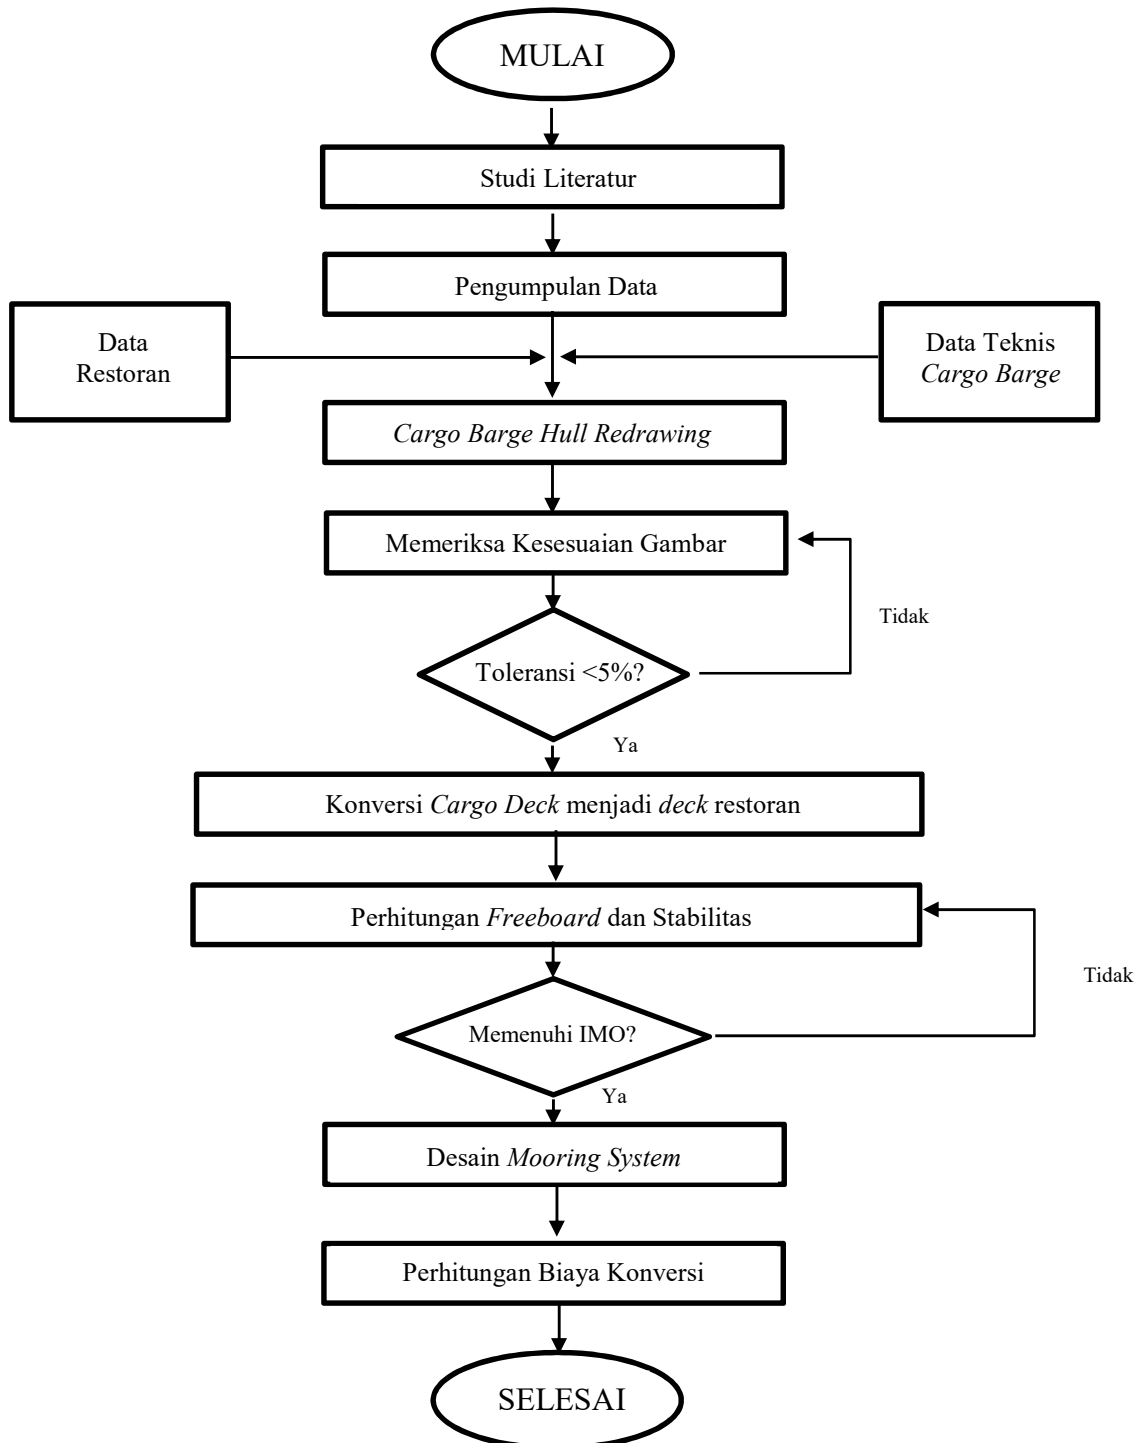 MULAI
Studi Literatur
Pengumpulan Data
Data
Restoran
Data Teknis
Cargo Barge
Cargo Barge Hull Redrawing
Memeriksa Kesesuaian Gambar
Tidak
Toleransi <5%?
Ya
Konversi Cargo Deck menjadi deck restoran
Perhitungan Freeboard dan Stabilitas
Tidak
Memenuhi IMO?
Ya
Desain Mooring System
Perhitungan Biaya Konversi
SELESAI